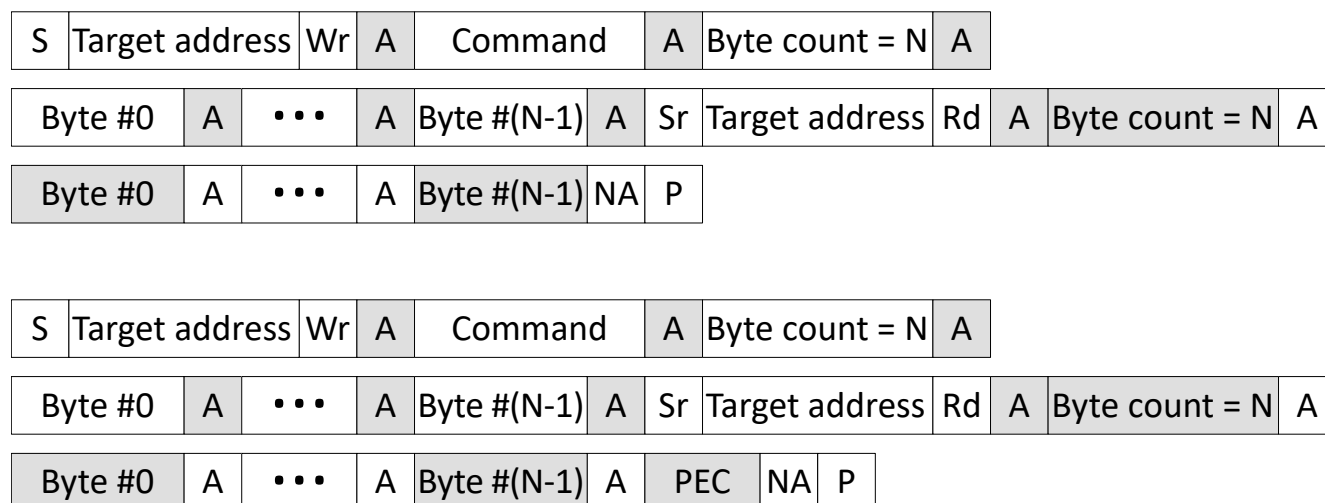 S Target address Wr A Command A Byte count = N A
Byte #0 A ••• A Byte #(N-1) A Sr Target address Rd A Byte count = N A
Byte #0 A ••• A Byte #(N-1) NA P
S Target address Wr A Command A Byte count = N A
Byte #0 A ••• A Byte #(N-1) A Sr Target address Rd A Byte count = N A
Byte #0 A ••• A Byte #(N-1) A PEC NA P